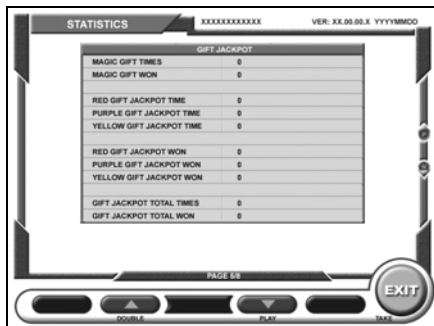 STATISTICS XXXXXXXXXXXX VER: XX.00.00.X YYYYMMDD
GIFT JACKPOT
MAGIC GIFT TIMES 0
MAGIC GIFT WON 0
RED GIFT JACKPOT TIME 0
PURPLE GIFT JACKPOT TIME 0
YELLOW GIFT JACKPOT TIME 0
RED GIFT JACKPOT WON 0
PURPLE GIFT JACKPOT WON 0
YELLOW GIFT JACKPOT WON 0
GIFT JACKPOT TOTAL TIMES 0
GIFT JACKPOT TOTAL WON 0
PAGE 5/8
EXIT
DOUBLE PLAY TAKE